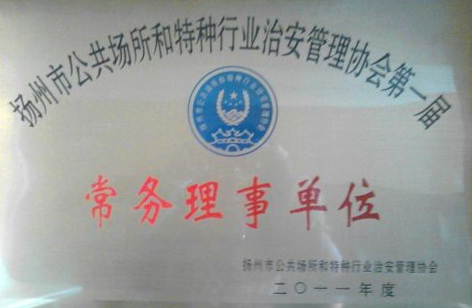 扬州市公共场所和特种行业治安管理协会第一届
常务理事单位
扬州市公共场所和特种行业治安管理协会
二〇一一年度